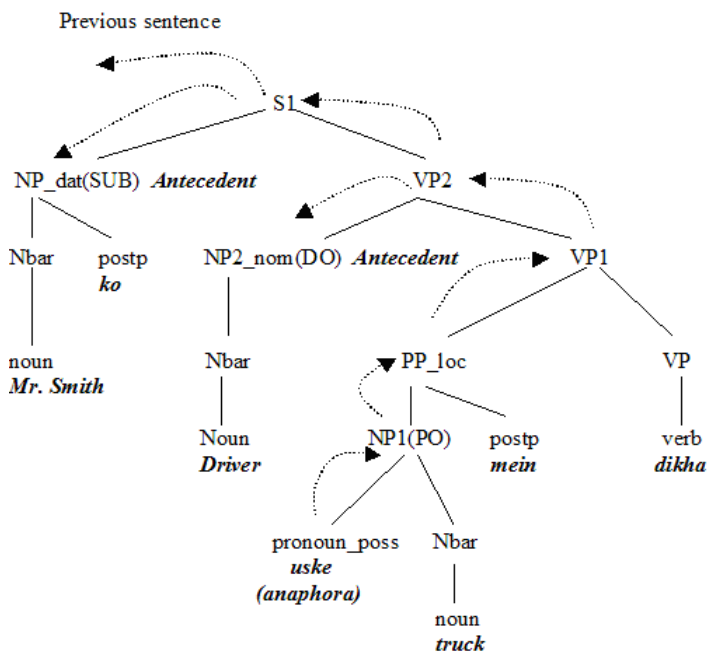 Previous sentence
S1
NP_dat(SUB) Antecedent VP2
Nbar postp NP2_nom(DO) Antecedent VP1
ko
noun Nbar PP_loc VP
Mr. Smith
Noun NP1(PO) postp verb
Driver mein dikha
pronoun_poss Nbar
uske
(anaphora)
noun
truck